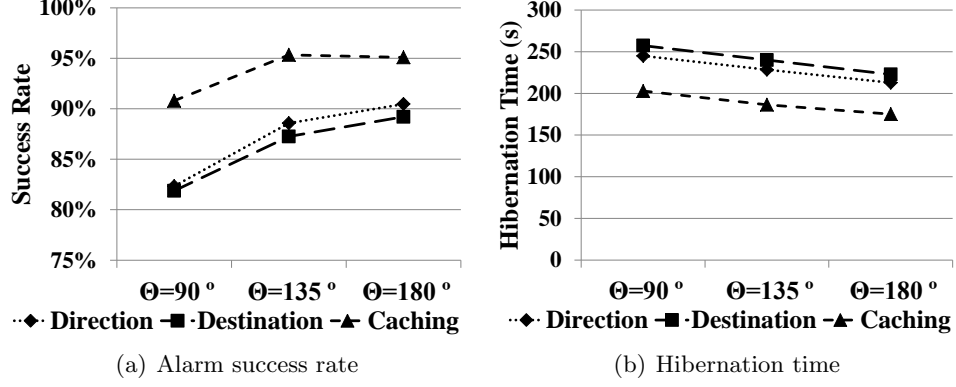 100%
95%
90%
85%
80%
75%
Success Rate
Θ=90 º Θ=135 º Θ=180 º
Direction Destination Caching
(a) Alarm success rate
300
250
200
150
100
50
0
Hibernation Time (s)
Θ=90 º Θ=135 º Θ=180 º
Direction Destination Caching
(b) Hibernation time